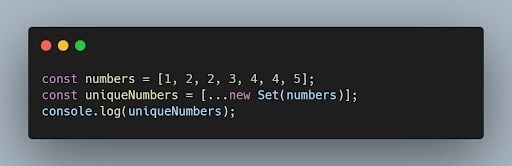 const numbers = [1, 2, 2, 3, 4, 4, 5];
const uniqueNumbers = [...new Set(numbers)];
console.log(uniqueNumbers);